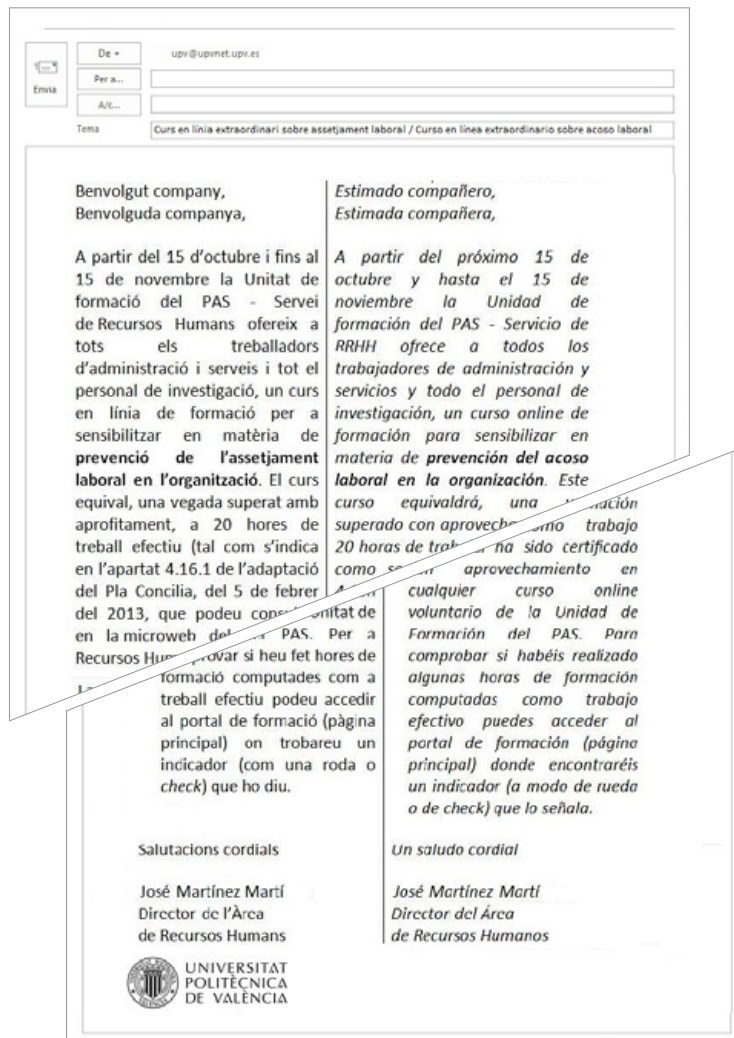 De
upv@upvnet.upv.es
Envia
Per a...
A/c...
Tema
Curs en línia extraordinari sobre assetjament laboral / Curso en línea extraordinario sobre acoso laboral
Benvolgut company,
Benvolguda companya,
A partir del 15 d'octubre i fins al
15 de novembre la Unitat de
formació del PAS - Servei
de Recursos Humans ofereix a
tots els treballadors
d'administració i serveis i tot el
personal de investigació, un curs
en línia de formació per a
sensibilitzar en matèria de
prevenció de l'assetjament
laboral en l'organització. El curs
equival, una vegada superat amb
aprofitament, a 20 hores de
treball efectiu (tal com s'indica
en l'apartat 4.16.1 de l'adaptació
del Pla Concilia, del 5 de febrer
del 2013, que podeu
en la microweb
Recursos
Estimado compañero,
Estimada compañera,
A partir del próximo 15 de
octubre y hasta el 15 de
noviembre la Unidad de
formación del PAS - Servicio de
RRHH ofrece a todos los
trabajadores de administración y
servicios y todo el personal de
investigación, un curso online de
formación para sensibilizar en
materia de prevención del acoso
laboral en la organización. Este
curso equivaldrá, una
superado con
20 horas de
como
de
PAS. Per a
si heu fet hores de
formació computades com a
treball efectiu podeu accedir
al portal de formació (pàgina
principal) on trobareu un
indicador (com una roda o
check) que ho diu.
trabajo
ha sido certificado
aprovechamiento en
cualquier curso online
voluntario de la Unidad de
Formación del PAS. Para
comprobar si habéis realizado
algunas horas de formación
computadas como trabajo
efectivo puedes acceder al
portal de formación (página
principal) donde encontraréis
un indicador (a modo de rueda
o de check) que lo señala.
Salutacions cordials
José Martínez Martí
Director de l'Àrea
de Recursos Humans
Un saludo cordial
José Martínez Martí
Director del Área
de Recursos Humanos
UNIVERSITAT
POLITÈCNICA
DE VALÈNCIA